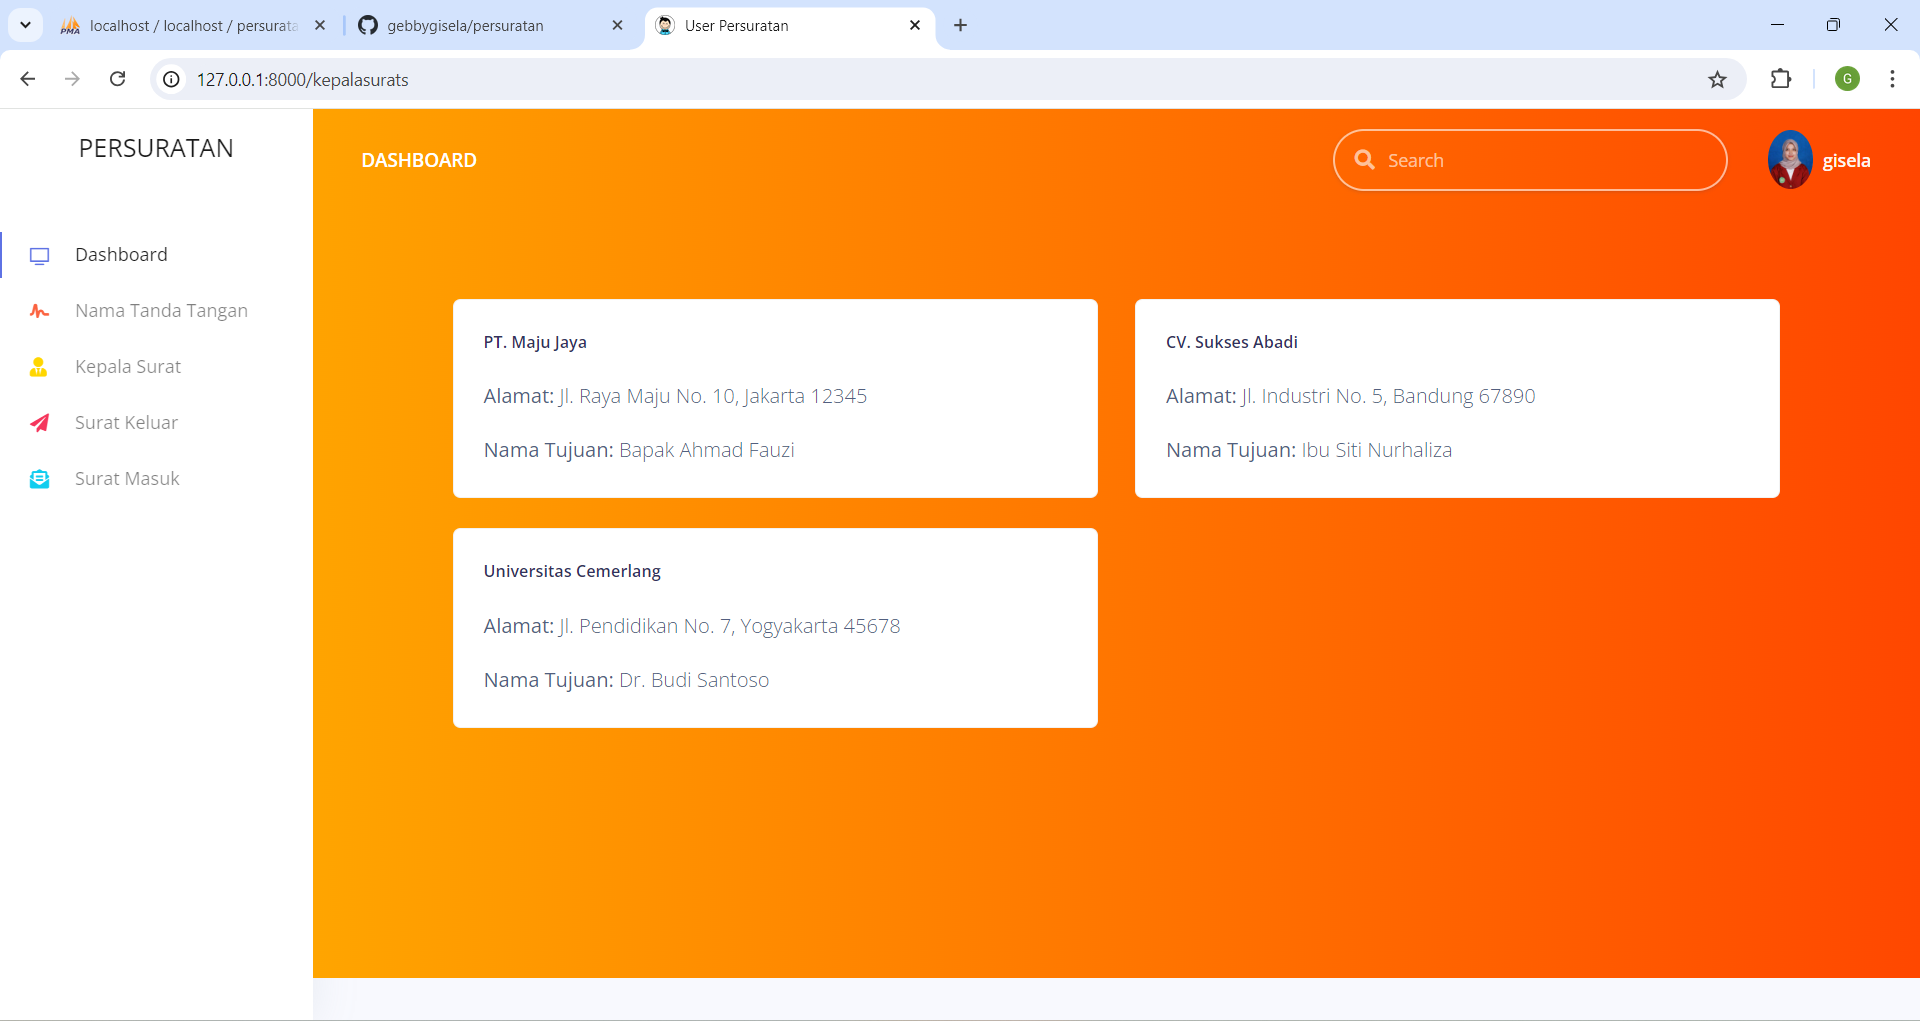 localhost / localhost / persurata
gebbygisela/persuratan
User Persuratan
127.0.0.1:8000/kepalasurats
G
PERSURATAN
DASHBOARD
Search
gisela
Dashboard
Nama Tanda Tangan
Kepala Surat
Surat Keluar
Surat Masuk
PT. Maju Jaya
Alamat: Jl. Raya Maju No. 10, Jakarta 12345
Nama Tujuan: Bapak Ahmad Fauzi
CV. Sukses Abadi
Alamat: Jl. Industri No. 5, Bandung 67890
Nama Tujuan: Ibu Siti Nurhaliza
Universitas Cemerlang
Alamat: Jl. Pendidikan No. 7, Yogyakarta 45678
Nama Tujuan: Dr. Budi Santoso